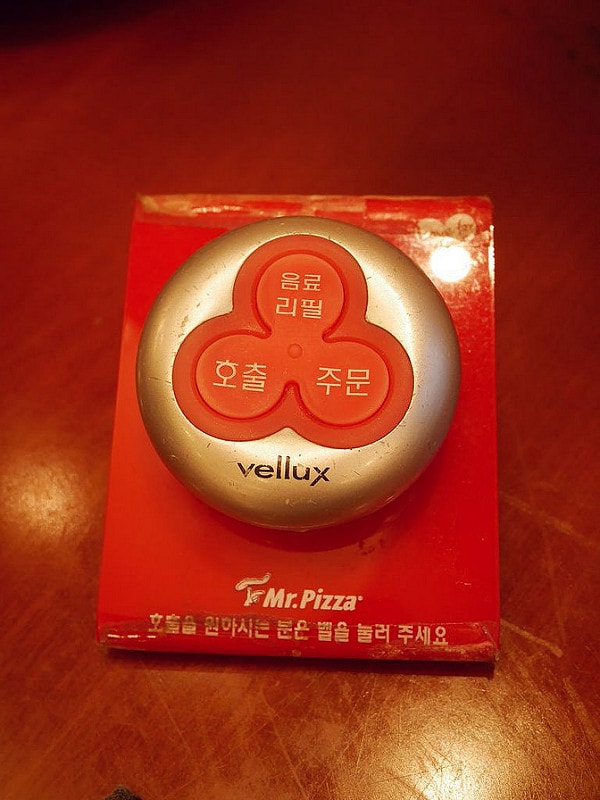 음료
리필
호출 주문
vellux
Mr.Pizza
호출을 원하시는 분은 벨을 눌러 주세요